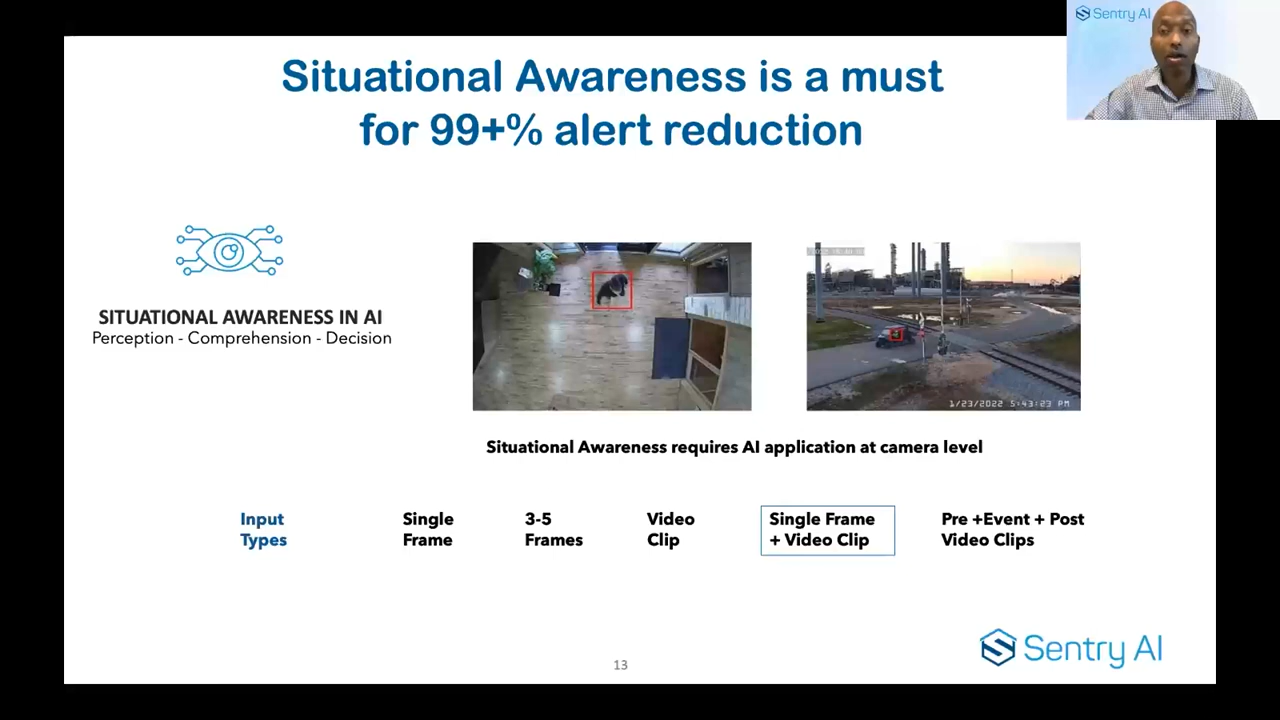 Sentry AI
Situational Awareness is a must
for 99+% alert reduction
SITUATIONAL AWARENESS IN AI
Perception - Comprehension - Decision
1/23/2022 5:43:23 PM
Situational Awareness requires AI application at camera level
Input
Types
Single
Frame
3-5
Frames
Video
Clip
Single Frame
+ Video Clip
Pre +Event + Post
Video Clips
13
Sentry AI